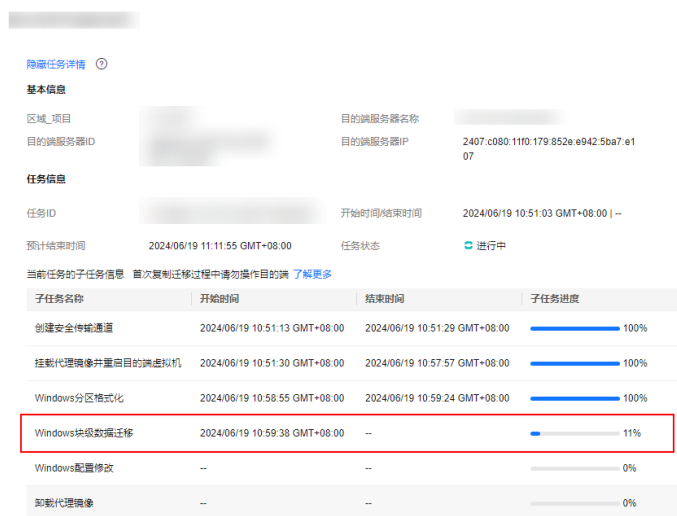 隐藏任务详情 ?
基本信息
区域_项目 目的端服务器名称
目的端服务器ID 目的端服务器IP 2407:c080:11f0:179:852e:e942:5ba7:e1
07
任务信息
任务ID 开始时间/结束时间 2024/06/19 10:51:03 GMT+08:00 | --
预计结束时间 2024/06/19 11:11:55 GMT+08:00 任务状态 进行中
当前任务的子任务信息 首次复制迁移过程中请勿操作目的端 了解更多
子任务名称 开始时间 结束时间 子任务进度
创建安全传输通道 2024/06/19 10:51:13 GMT+08:00 2024/06/19 10:51:29 GMT+08:00 100%
挂载代理镜像并重启目的端虚拟机 2024/06/19 10:51:30 GMT+08:00 2024/06/19 10:57:57 GMT+08:00 100%
Windows分区格式化 2024/06/19 10:58:55 GMT+08:00 2024/06/19 10:59:24 GMT+08:00 100%
Windows块级数据迁移 2024/06/19 10:59:38 GMT+08:00 -- 11%
Windows配置修改 -- -- 0%
卸载代理镜像 -- -- 0%